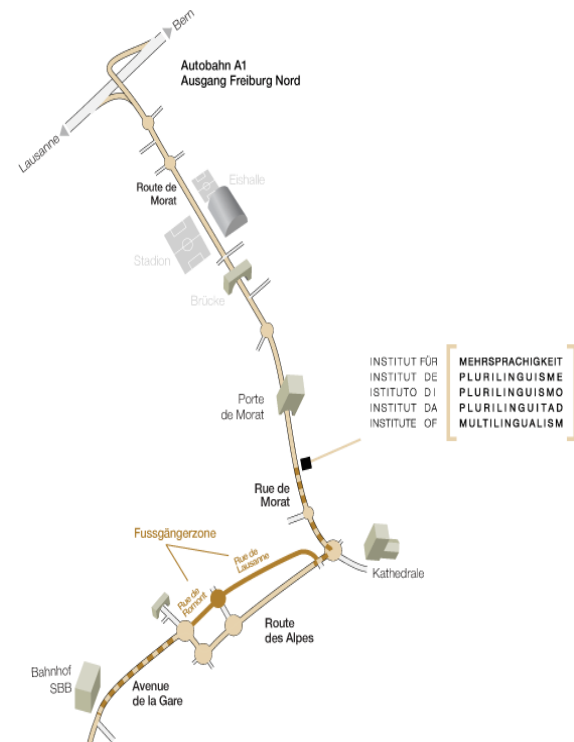 Bern
Autobahn A1
Ausgang Freiburg Nord
Lausanne
Route de
Morat
Eishalle
Stadion
Brücke
INSTITUT FÜR MEHRSPRACHIGKEIT
INSTITUT DE PLURILINGUISME
ISTITUTO DI PLURILINGUISMO
INSTITUT DA PLURILINGUITAD
INSTITUTE OF MULTILINGUALISM
Porte
de Morat
Rue de
Morat
Fussgängerzone
Rue de
Lausanne
Kathedrale
Rue de
Romont
Route
des Alpes
Bahnhof
SBB
Avenue
de la Gare